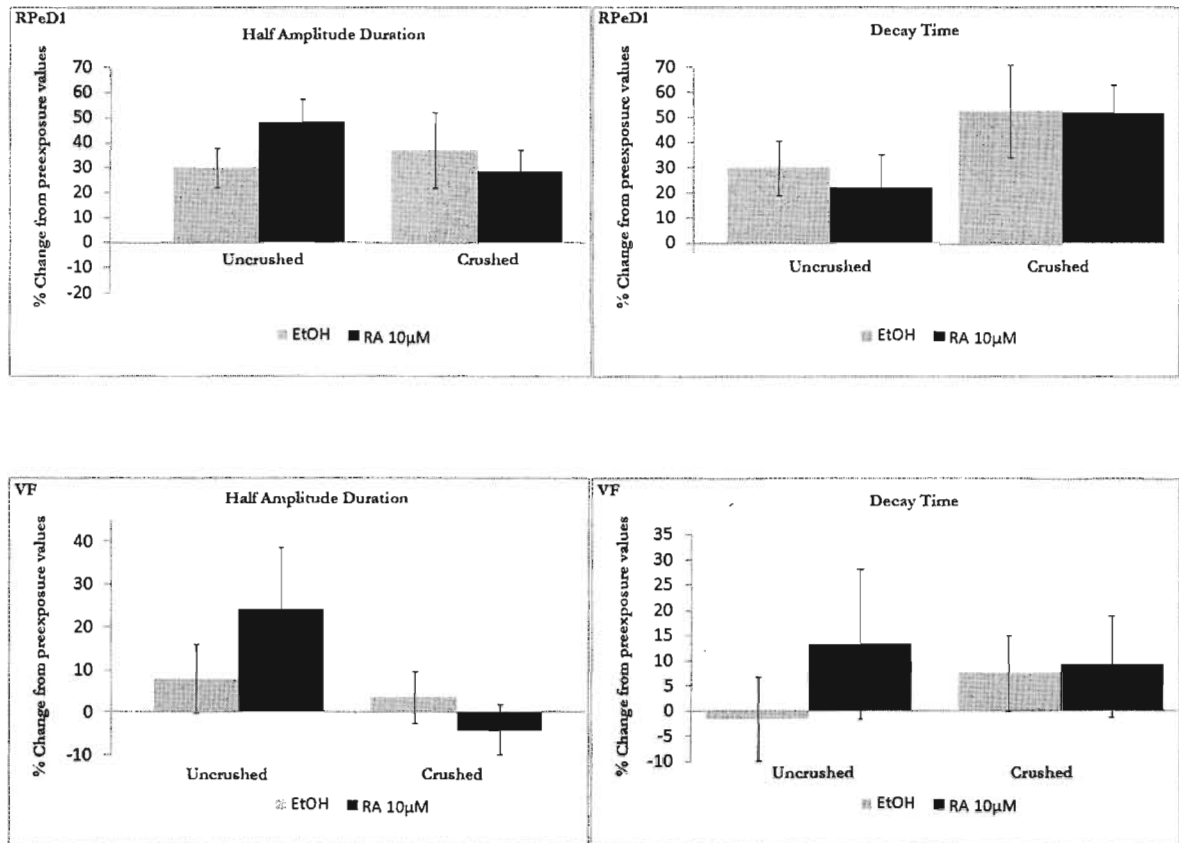 RPeD1
Half Amplitude Duration
% Change from preexposure values
70
60
50
40
30
20
10
0
-10
-20
Uncrushed Crushed
EtOH RA 10µM
RPeD1
Decay Time
% Change from preexposure values
70
60
50
40
30
20
10
0
Uncrushed Crushed
EtOH RA 10µM
VF
Half Amplitude Duration
% Change from preexposure values
40
30
20
10
0
-10
Uncrushed Crushed
EtOH RA 10µM
VF
Decay Time
% Change from preexposure values
35
30
25
20
15
10
5
0
-5
-10
Uncrushed Crushed
EtOH RA 10µM